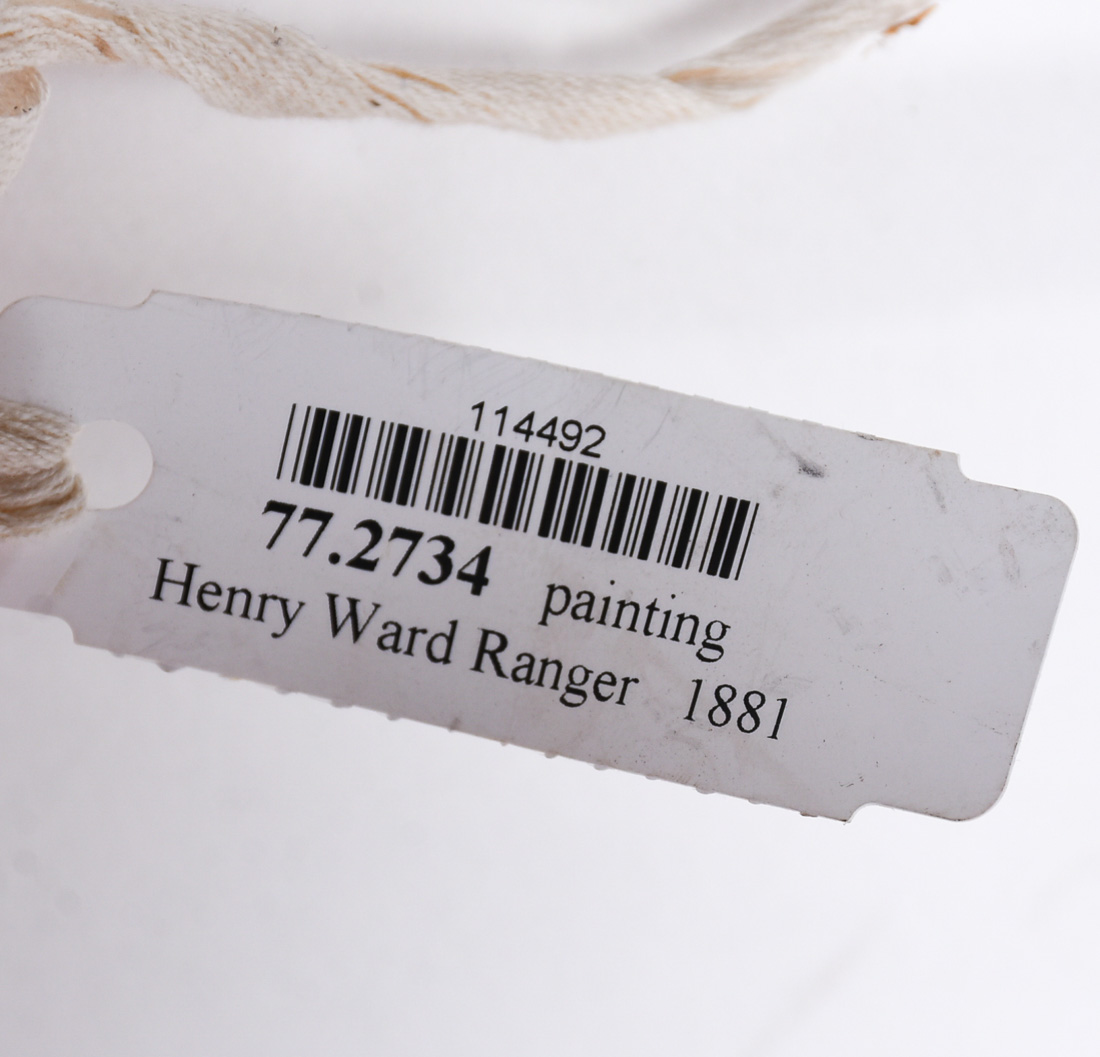 114492
77.2734 painting
Henry Ward Ranger 1881